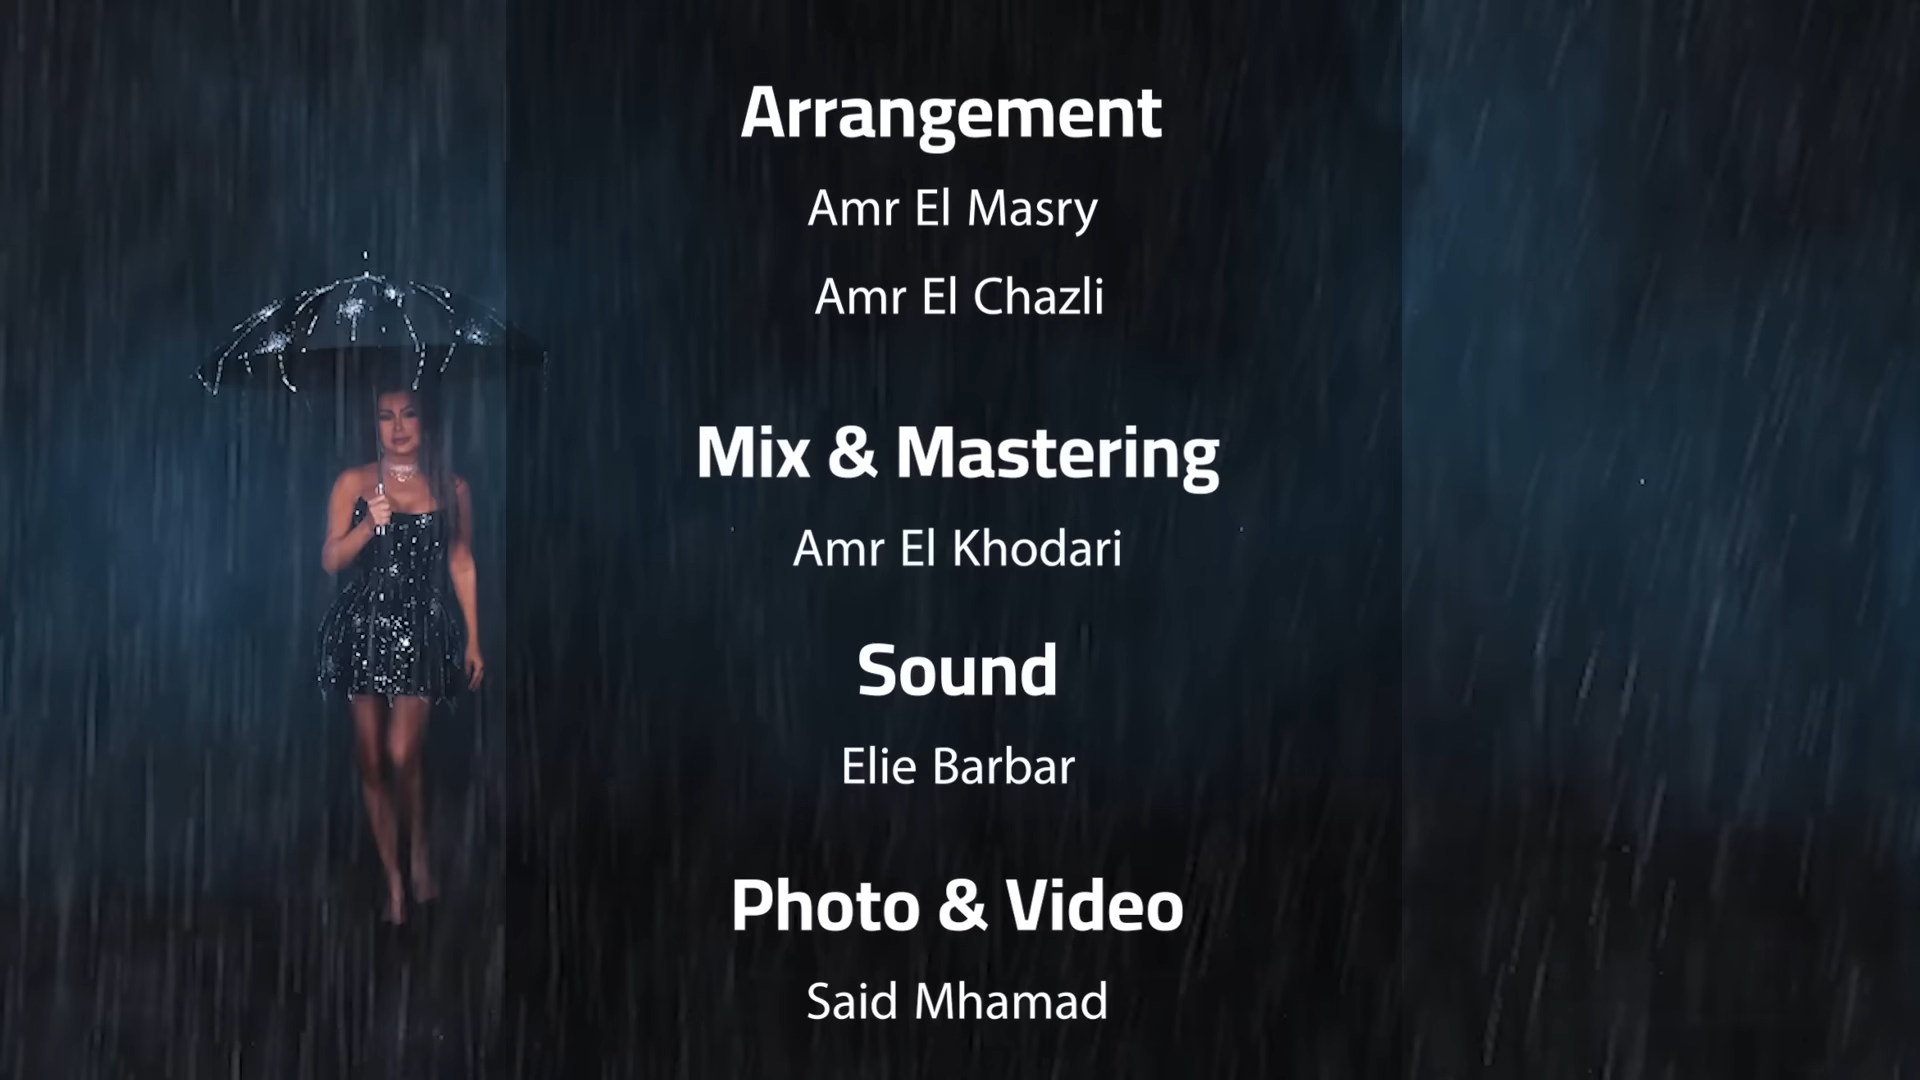 Arrangement
Amr El Masry
Amr El Chazli
Mix & Mastering
Amr El Khodari
Sound
Elie Barbar
Photo & Video
Said Mhamad